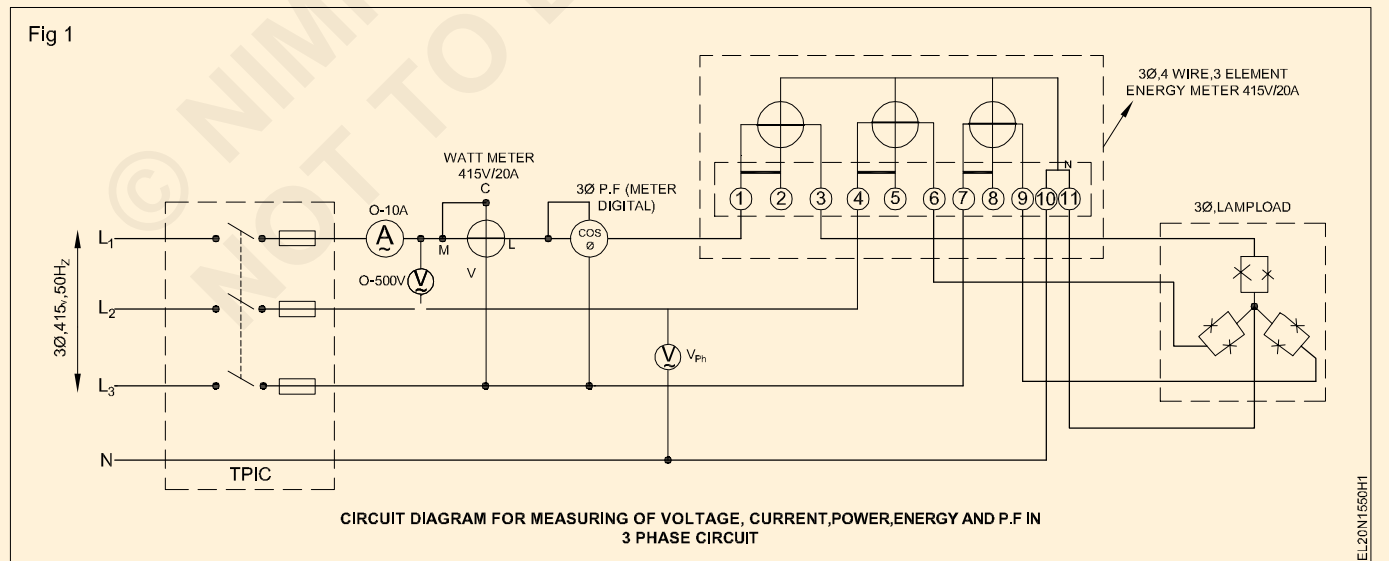 Fig 1
© NIMI
NOT TO
3Ø,4 WIRE,3 ELEMENT
ENERGY METER 415V/20A
WATT METER
415V/20A
C
3Ø P.F (METER
DIGITAL)
N
1 2 3 4 5 6 7 8 9 10 11
3Ø,LAMPLOAD
O-10A
L1
A
M
L
COS
Ø
V
O-500V
V
3Ø,415v,50HZ
L2
V
VPh
L3
N
TPIC
CIRCUIT DIAGRAM FOR MEASURING OF VOLTAGE, CURRENT,POWER,ENERGY AND P.F IN
3 PHASE CIRCUIT
EL20N1550H1